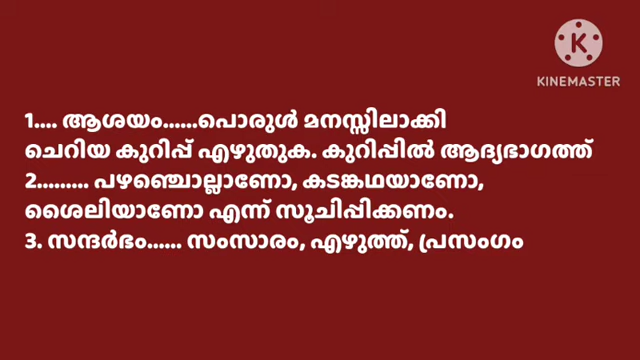 KINEMASTER
1.... ആശയം......പൊരുൾ മനസ്സിലാക്കി
ചെറിയ കുറിപ്പ് എഴുതുക. കുറിപ്പിൽ ആദ്യഭാഗത്ത്
2......... പഴഞ്ചൊല്ലാണോ, കടങ്കഥയാണോ,
ശൈലിയാണോ എന്ന് സൂചിപ്പിക്കണം.
3. സന്ദർഭം...... സംസാരം, എഴുത്ത്, പ്രസംഗം